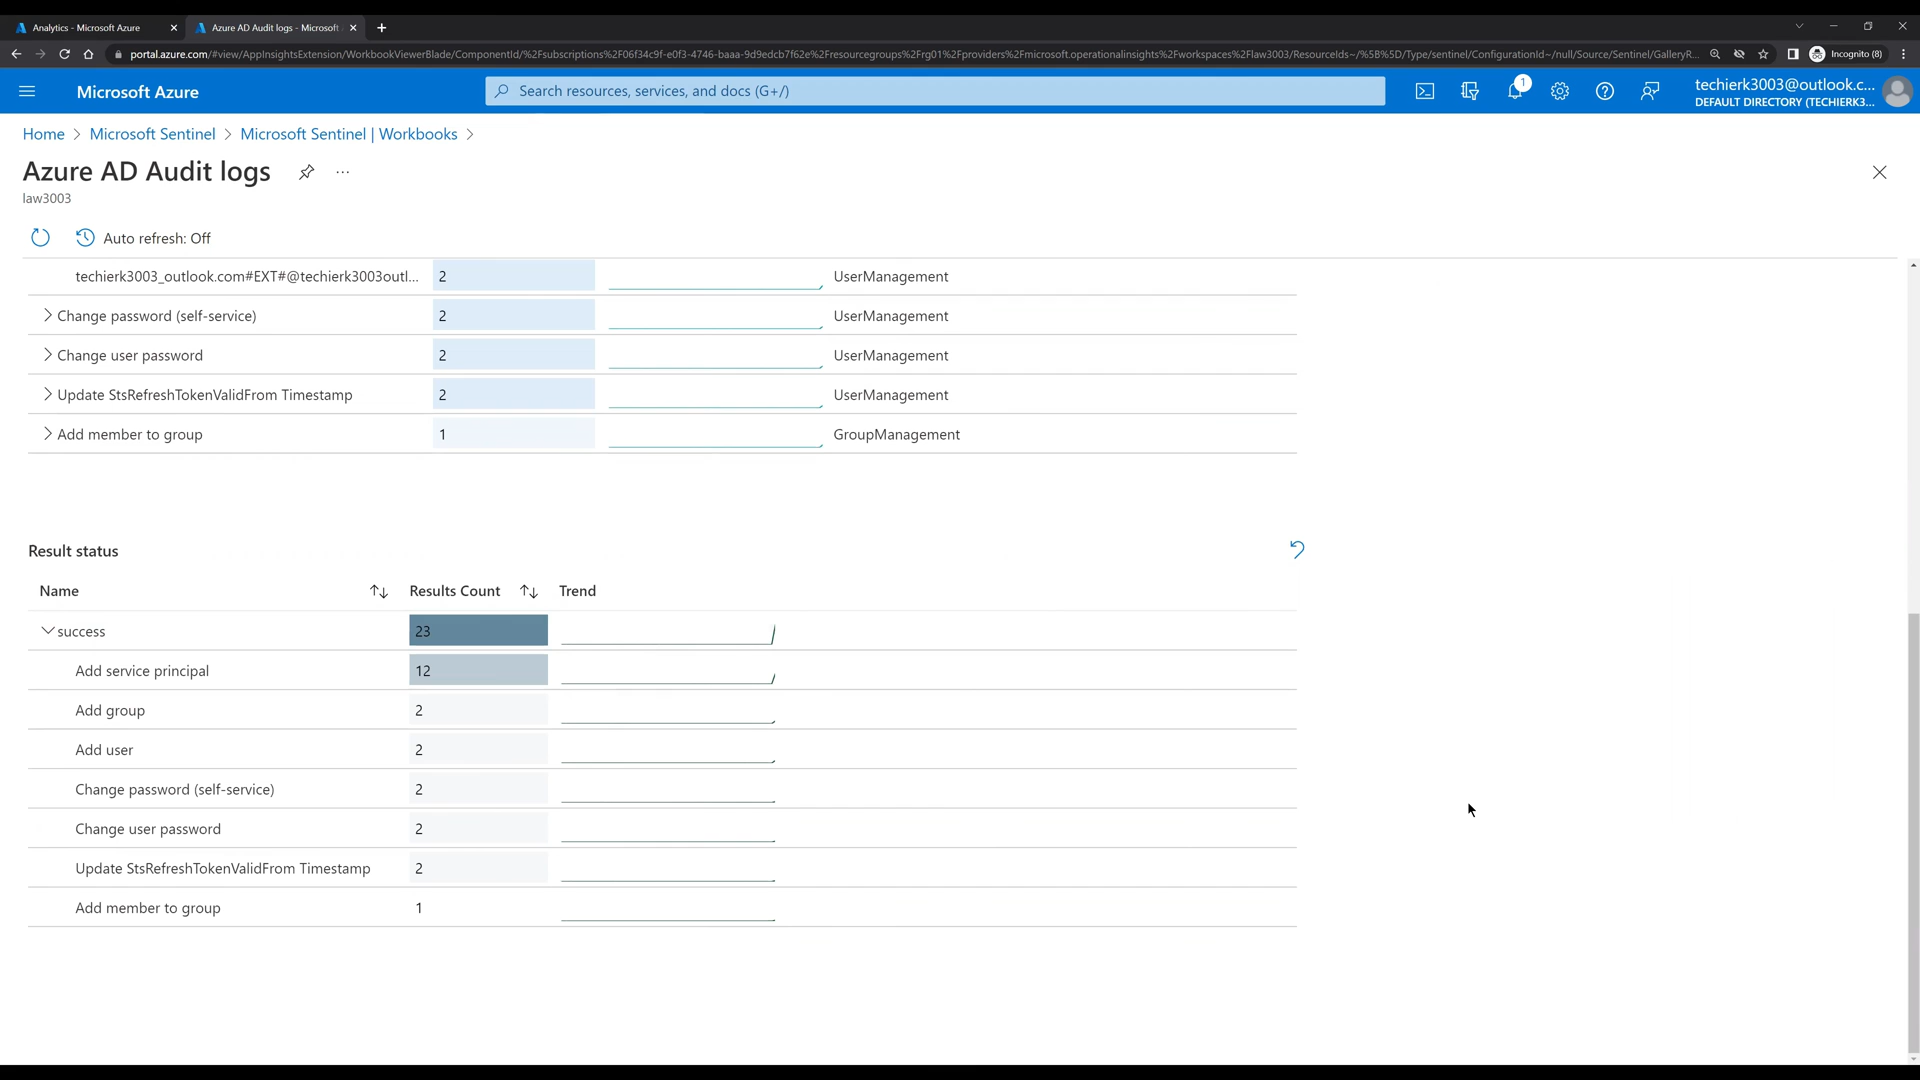 Analytics - Microsoft Azure
Azure AD Audit logs - Microsoft
portal.azure.com/#view/AppInsightsExtension/WorkbookViewerBlade/ComponentId/%2Fsubscriptions%2F06f34c9f-e0f3-4746-baaa-9d9edcb7f62e%2Fresourcegroups%2Frg01%2Fproviders%2Fmicrosoft.operationalinsights%2Fworkspaces%2Flaw3003/ResourceIds~/%5B%5D/Type/sentinel/ConfigurationId~/null/Source/Sentinel/GalleryR...
Incognito (8)
Microsoft Azure
Search resources, services, and docs (G+/)
1
techierk3003@outlook.c...
DEFAULT DIRECTORY (TECHIERK3...
Home > Microsoft Sentinel > Microsoft Sentinel | Workbooks >
Azure AD Audit logs ...
law3003
Auto refresh: Off
techierk3003_outlook.com#EXT#@techierk3003outl... 2 UserManagement
Change password (self-service) 2 UserManagement
Change user password 2 UserManagement
Update StsRefreshTokenValidFrom Timestamp 2 UserManagement
Add member to group 1 GroupManagement
Result status
Name Results Count Trend
success 23
Add service principal 12
Add group 2
Add user 2
Change password (self-service) 2
Change user password 2
Update StsRefreshTokenValidFrom Timestamp 2
Add member to group 1